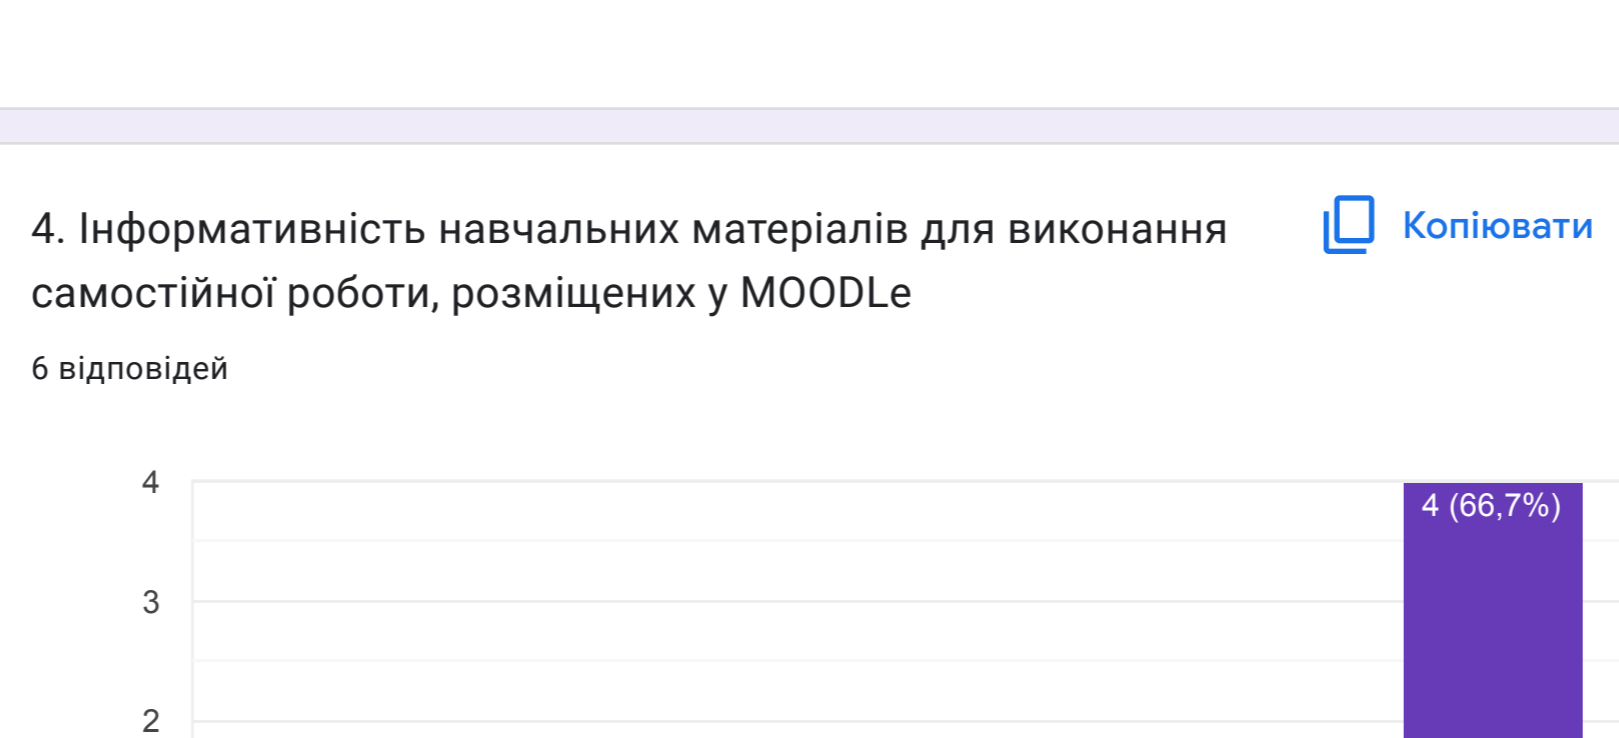 4. Інформативність навчальних матеріалів для виконання
самостійної роботи, розміщених у MOODLe
Копіювати
6 відповідей
4
4 (66,7%)
3
2